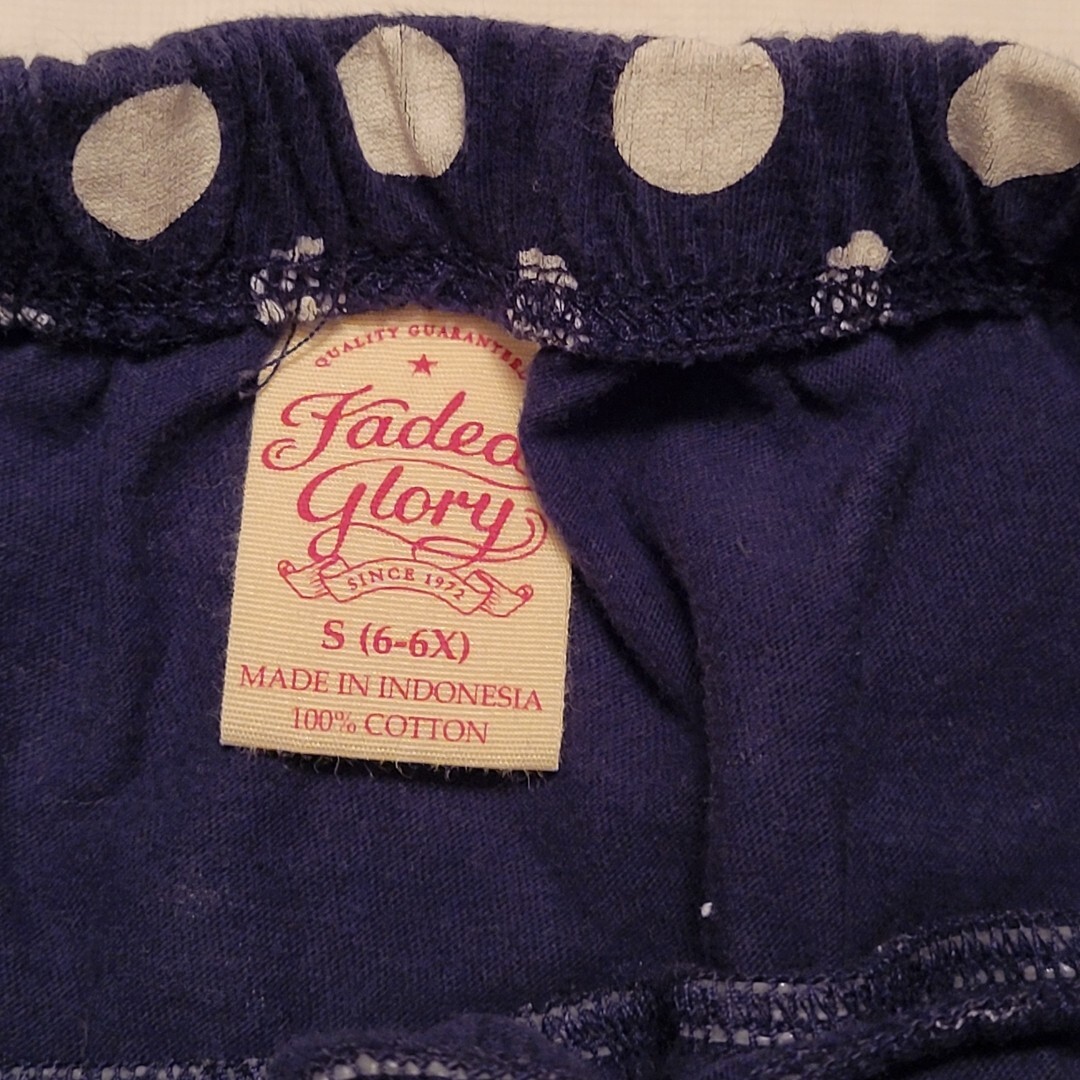 QUALITY GUARANTEED
Faded
Glory
SINCE 1972
S (6-6X)
MADE IN INDONESIA
100% COTTON